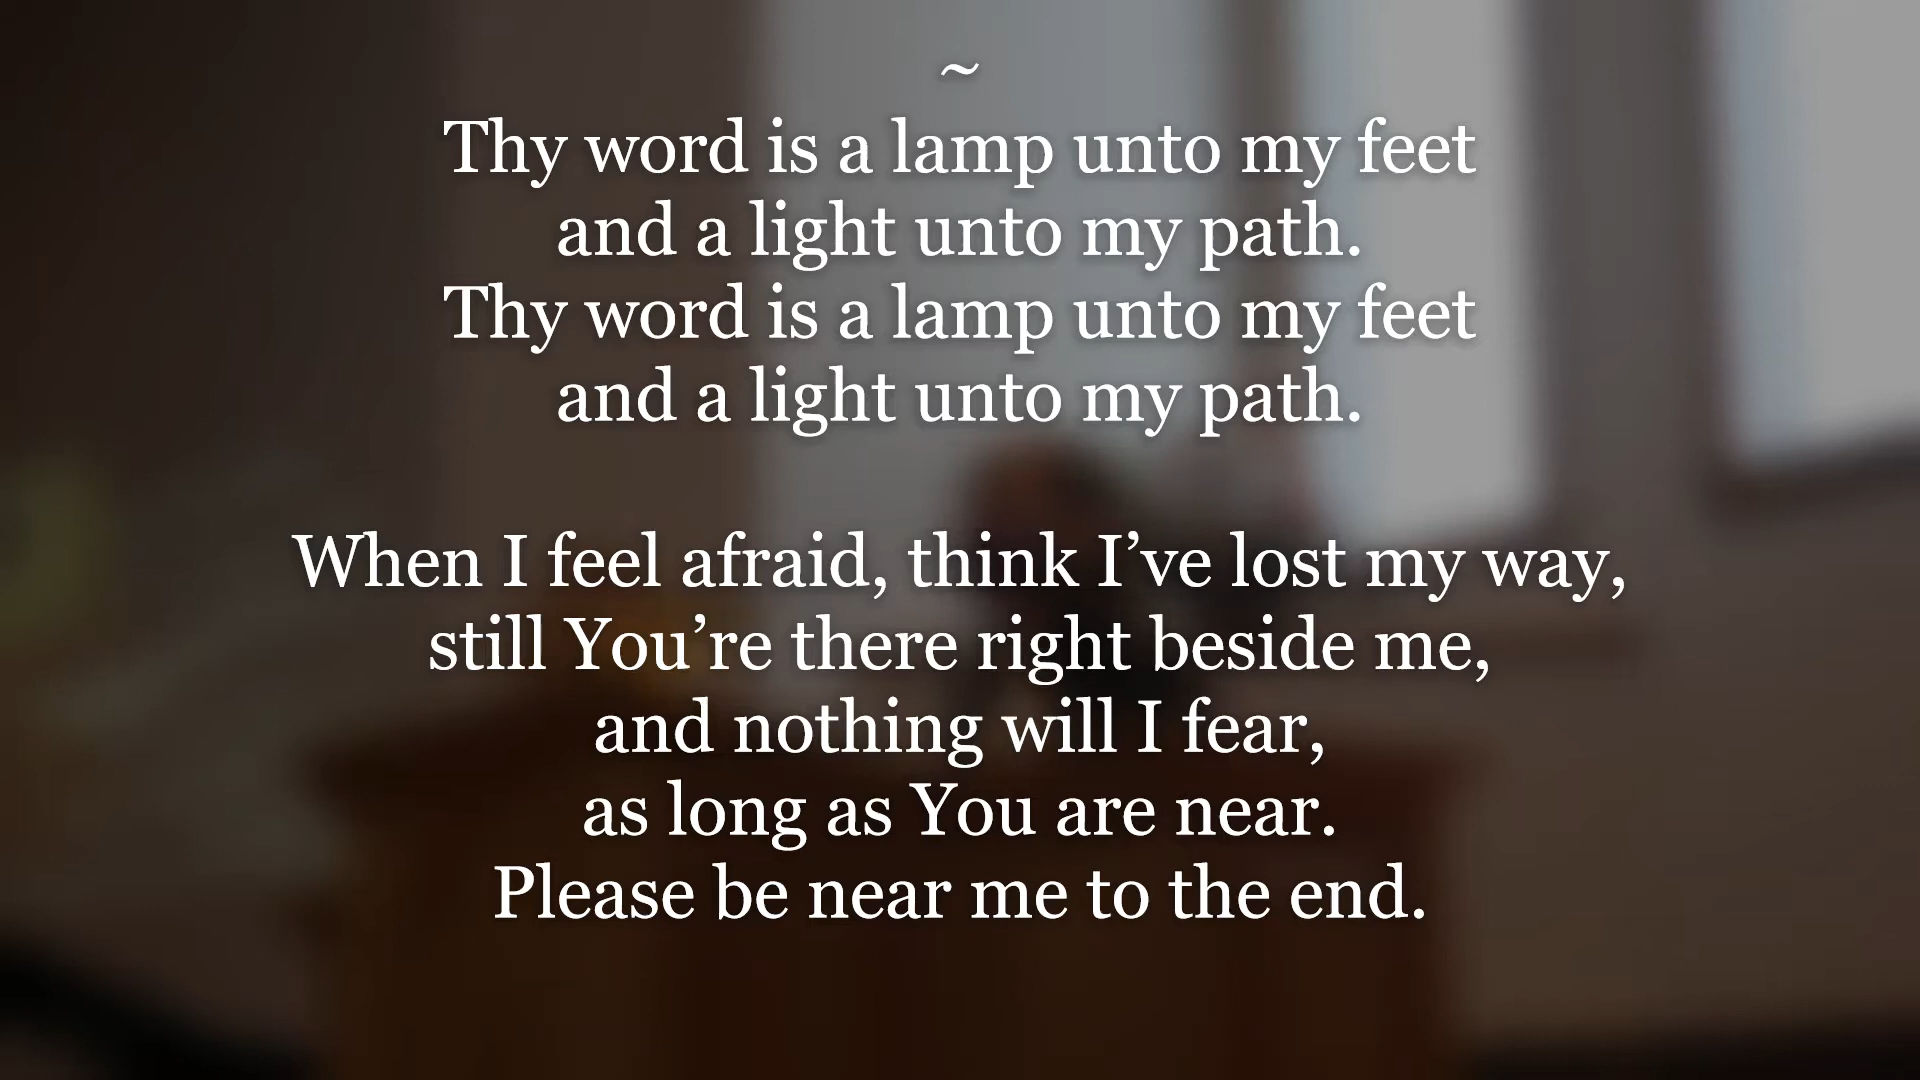 ~
Thy word is a lamp unto my feet
and a light unto my path.
Thy word is a lamp unto my feet
and a light unto my path.
When I feel afraid, think I’ve lost my way,
still You’re there right beside me,
and nothing will I fear,
as long as You are near.
Please be near me to the end.